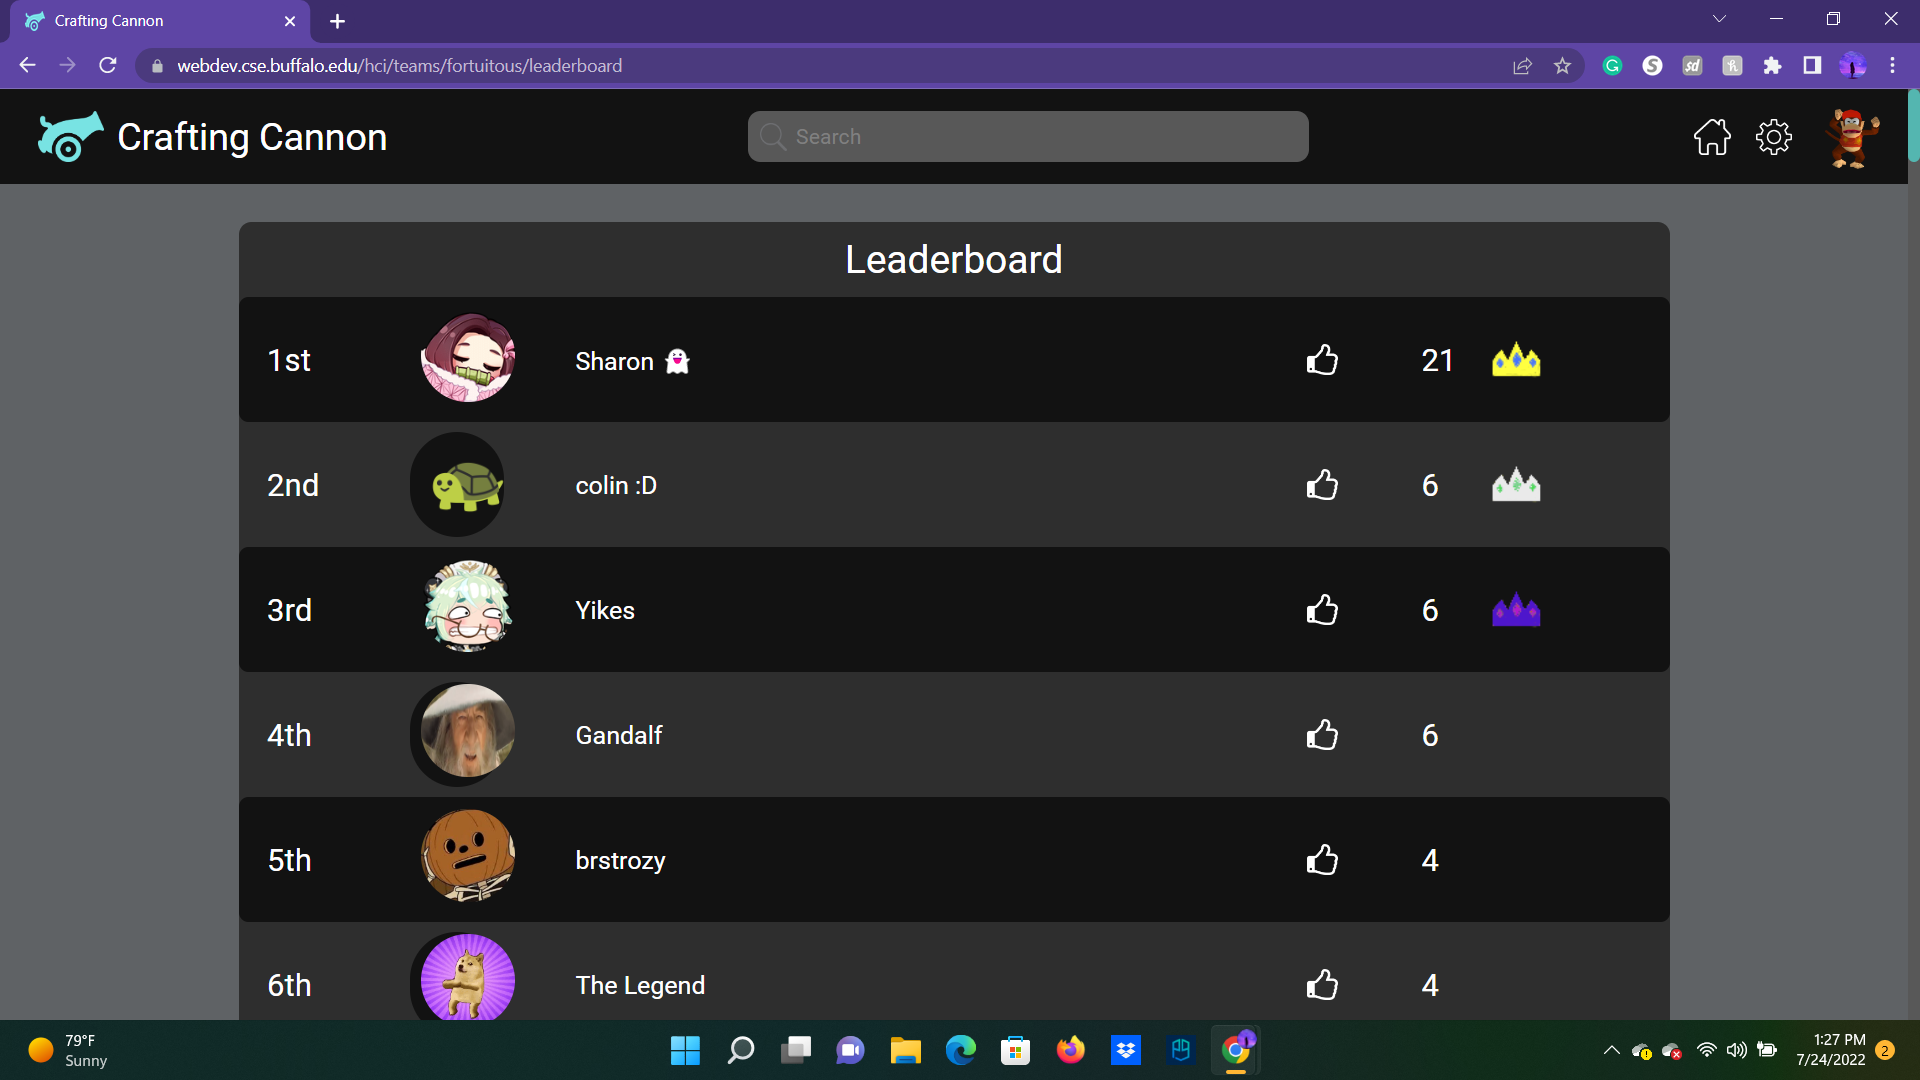 Crafting Cannon
webdev.cse.buffalo.edu/hci/teams/fortuitous/leaderboard
Crafting Cannon
Search
Leaderboard
1st Sharon 👻 21
2nd colin :D 6
3rd Yikes 6
4th Gandalf 6
5th brstrozy 4
6th The Legend 4
79°F
Sunny
1:27 PM
7/24/2022
2